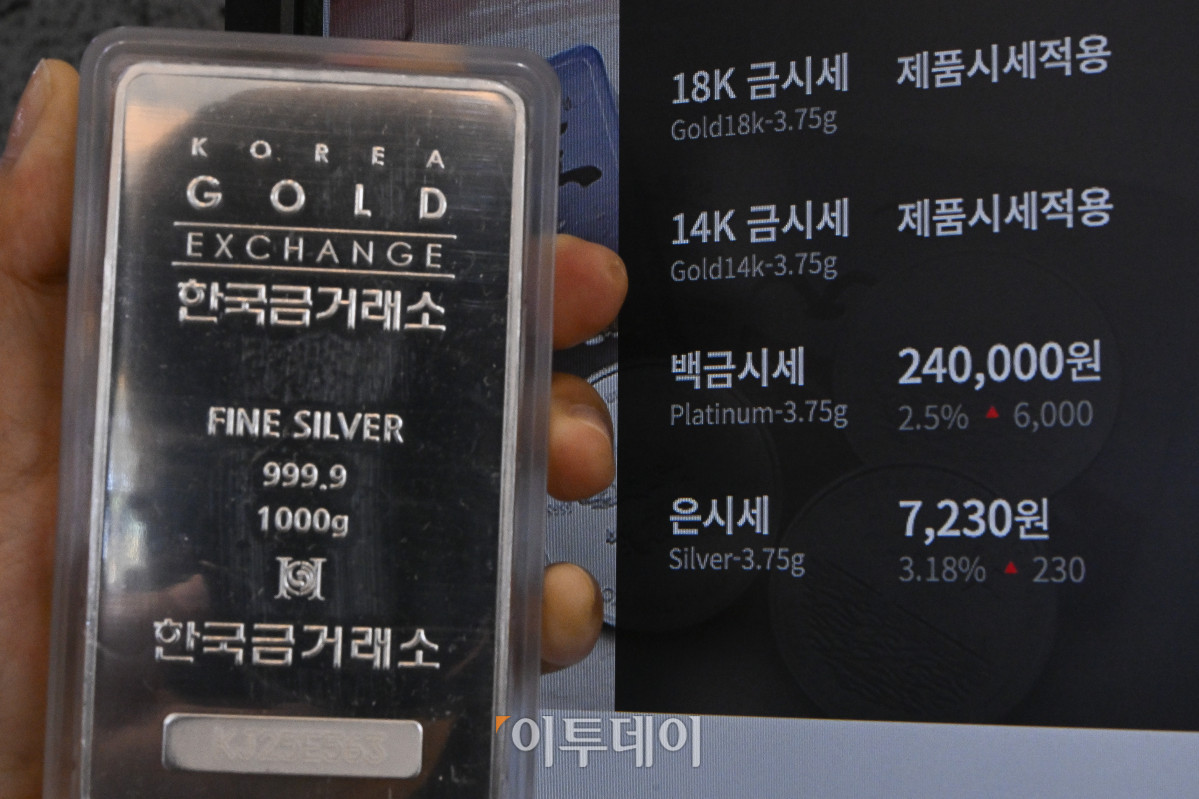 KOREA
GOLD
EXCHANGE
한국금거래소
FINE SILVER
999.9
1000g
한국금거래소
18K 금시세 제품시세적용
Gold18k-3.75g
14K 금시세 제품시세적용
Gold14k-3.75g
백금시세 240,000원
Platinum-3.75g 2.5% ▲ 6,000
은시세 7,230원
Silver-3.75g 3.18% ▲ 230
이투데이